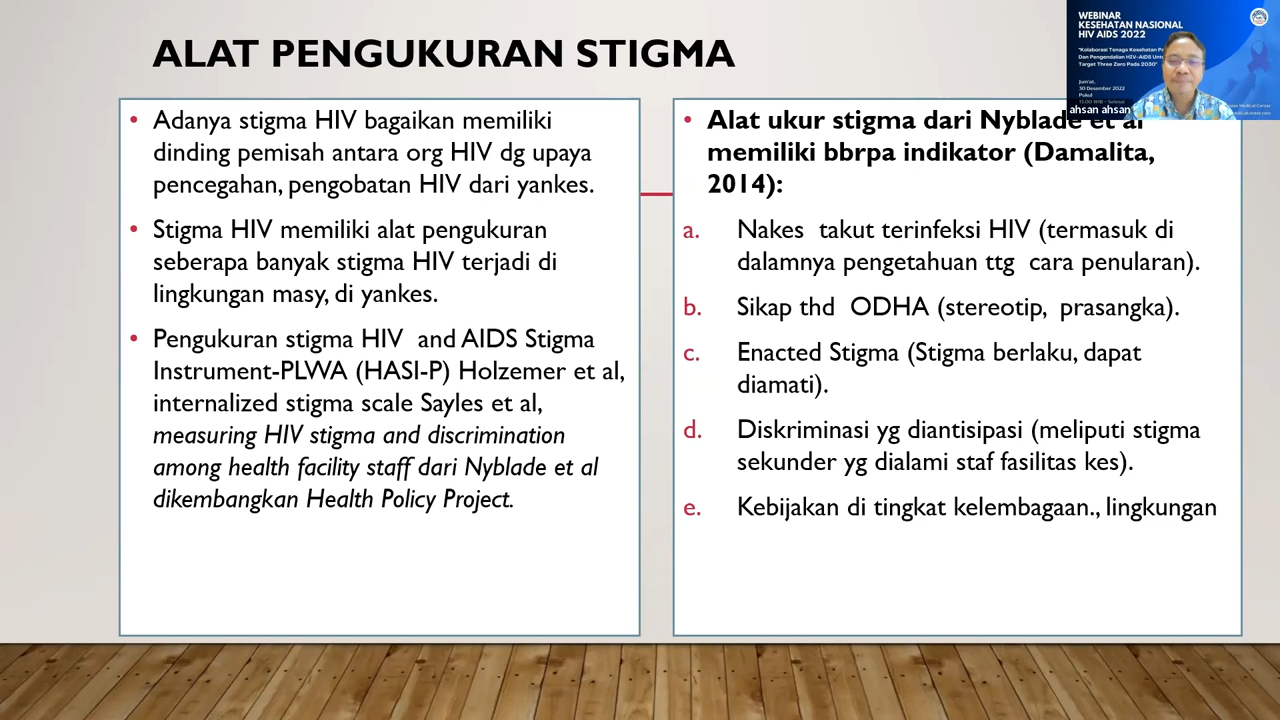 ALAT PENGUKURAN STIGMA
• Adanya stigma HIV bagaikan memiliki
dinding pemisah antara org HIV dg upaya
pencegahan, pengobatan HIV dari yankes.
• Stigma HIV memiliki alat pengukuran
seberapa banyak stigma HIV terjadi di
lingkungan masy, di yankes.
• Pengukuran stigma HIV and AIDS Stigma
Instrument-PLWA (HASI-P) Holzemer et al,
internalized stigma scale Sayles et al,
measuring HIV stigma and discrimination
among health facility staff dari Nyblade et al
dikembangkan Health Policy Project.
• Alat ukur stigma dari Nyblade et al
memiliki bbrpa indikator (Damalita,
2014):
a. Nakes takut terinfeksi HIV (termasuk di
dalamnya pengetahuan ttg cara penularan).
b. Sikap thd ODHA (stereotip, prasangka).
c. Enacted Stigma (Stigma berlaku, dapat
diamati).
d. Diskriminasi yg diantisipasi (meliputi stigma
sekunder yg dialami staf fasilitas kes).
e. Kebijakan di tingkat kelembagaan., lingkungan
WEBINAR
KESEHATAN NASIONAL
HIV AIDS 2022
"Kolaborasi Tenaga Kesehatan
Dan Pengendalian HIV-AIDS
Target Three Zero Pada 2030"
Jum'at,
30 Desember 2022
Pukul
13.00 WIB - Selesai
ahsan ahsan
Medical Center